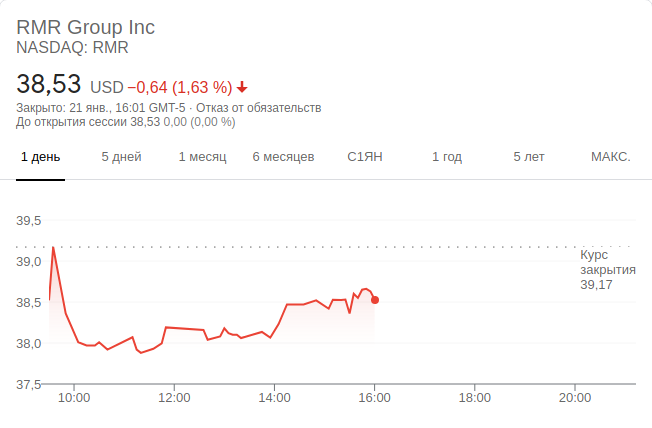 RMR Group Inc
NASDAQ: RMR
38,53 USD −0,64 (1,63 %)
Закрыто: 21 янв., 16:01 GMT-5 · Отказ от обязательств
До открытия сессии 38,53 0,00 (0,00 %)
1 день 5 дней 1 месяц 6 месяцев С1ЯН 1 год 5 лет МАКС.
39,5
Курс
39,0
закрытия
39,17
38,5
38,0
37,5
10:00 12:00 14:00 16:00 18:00 20:00